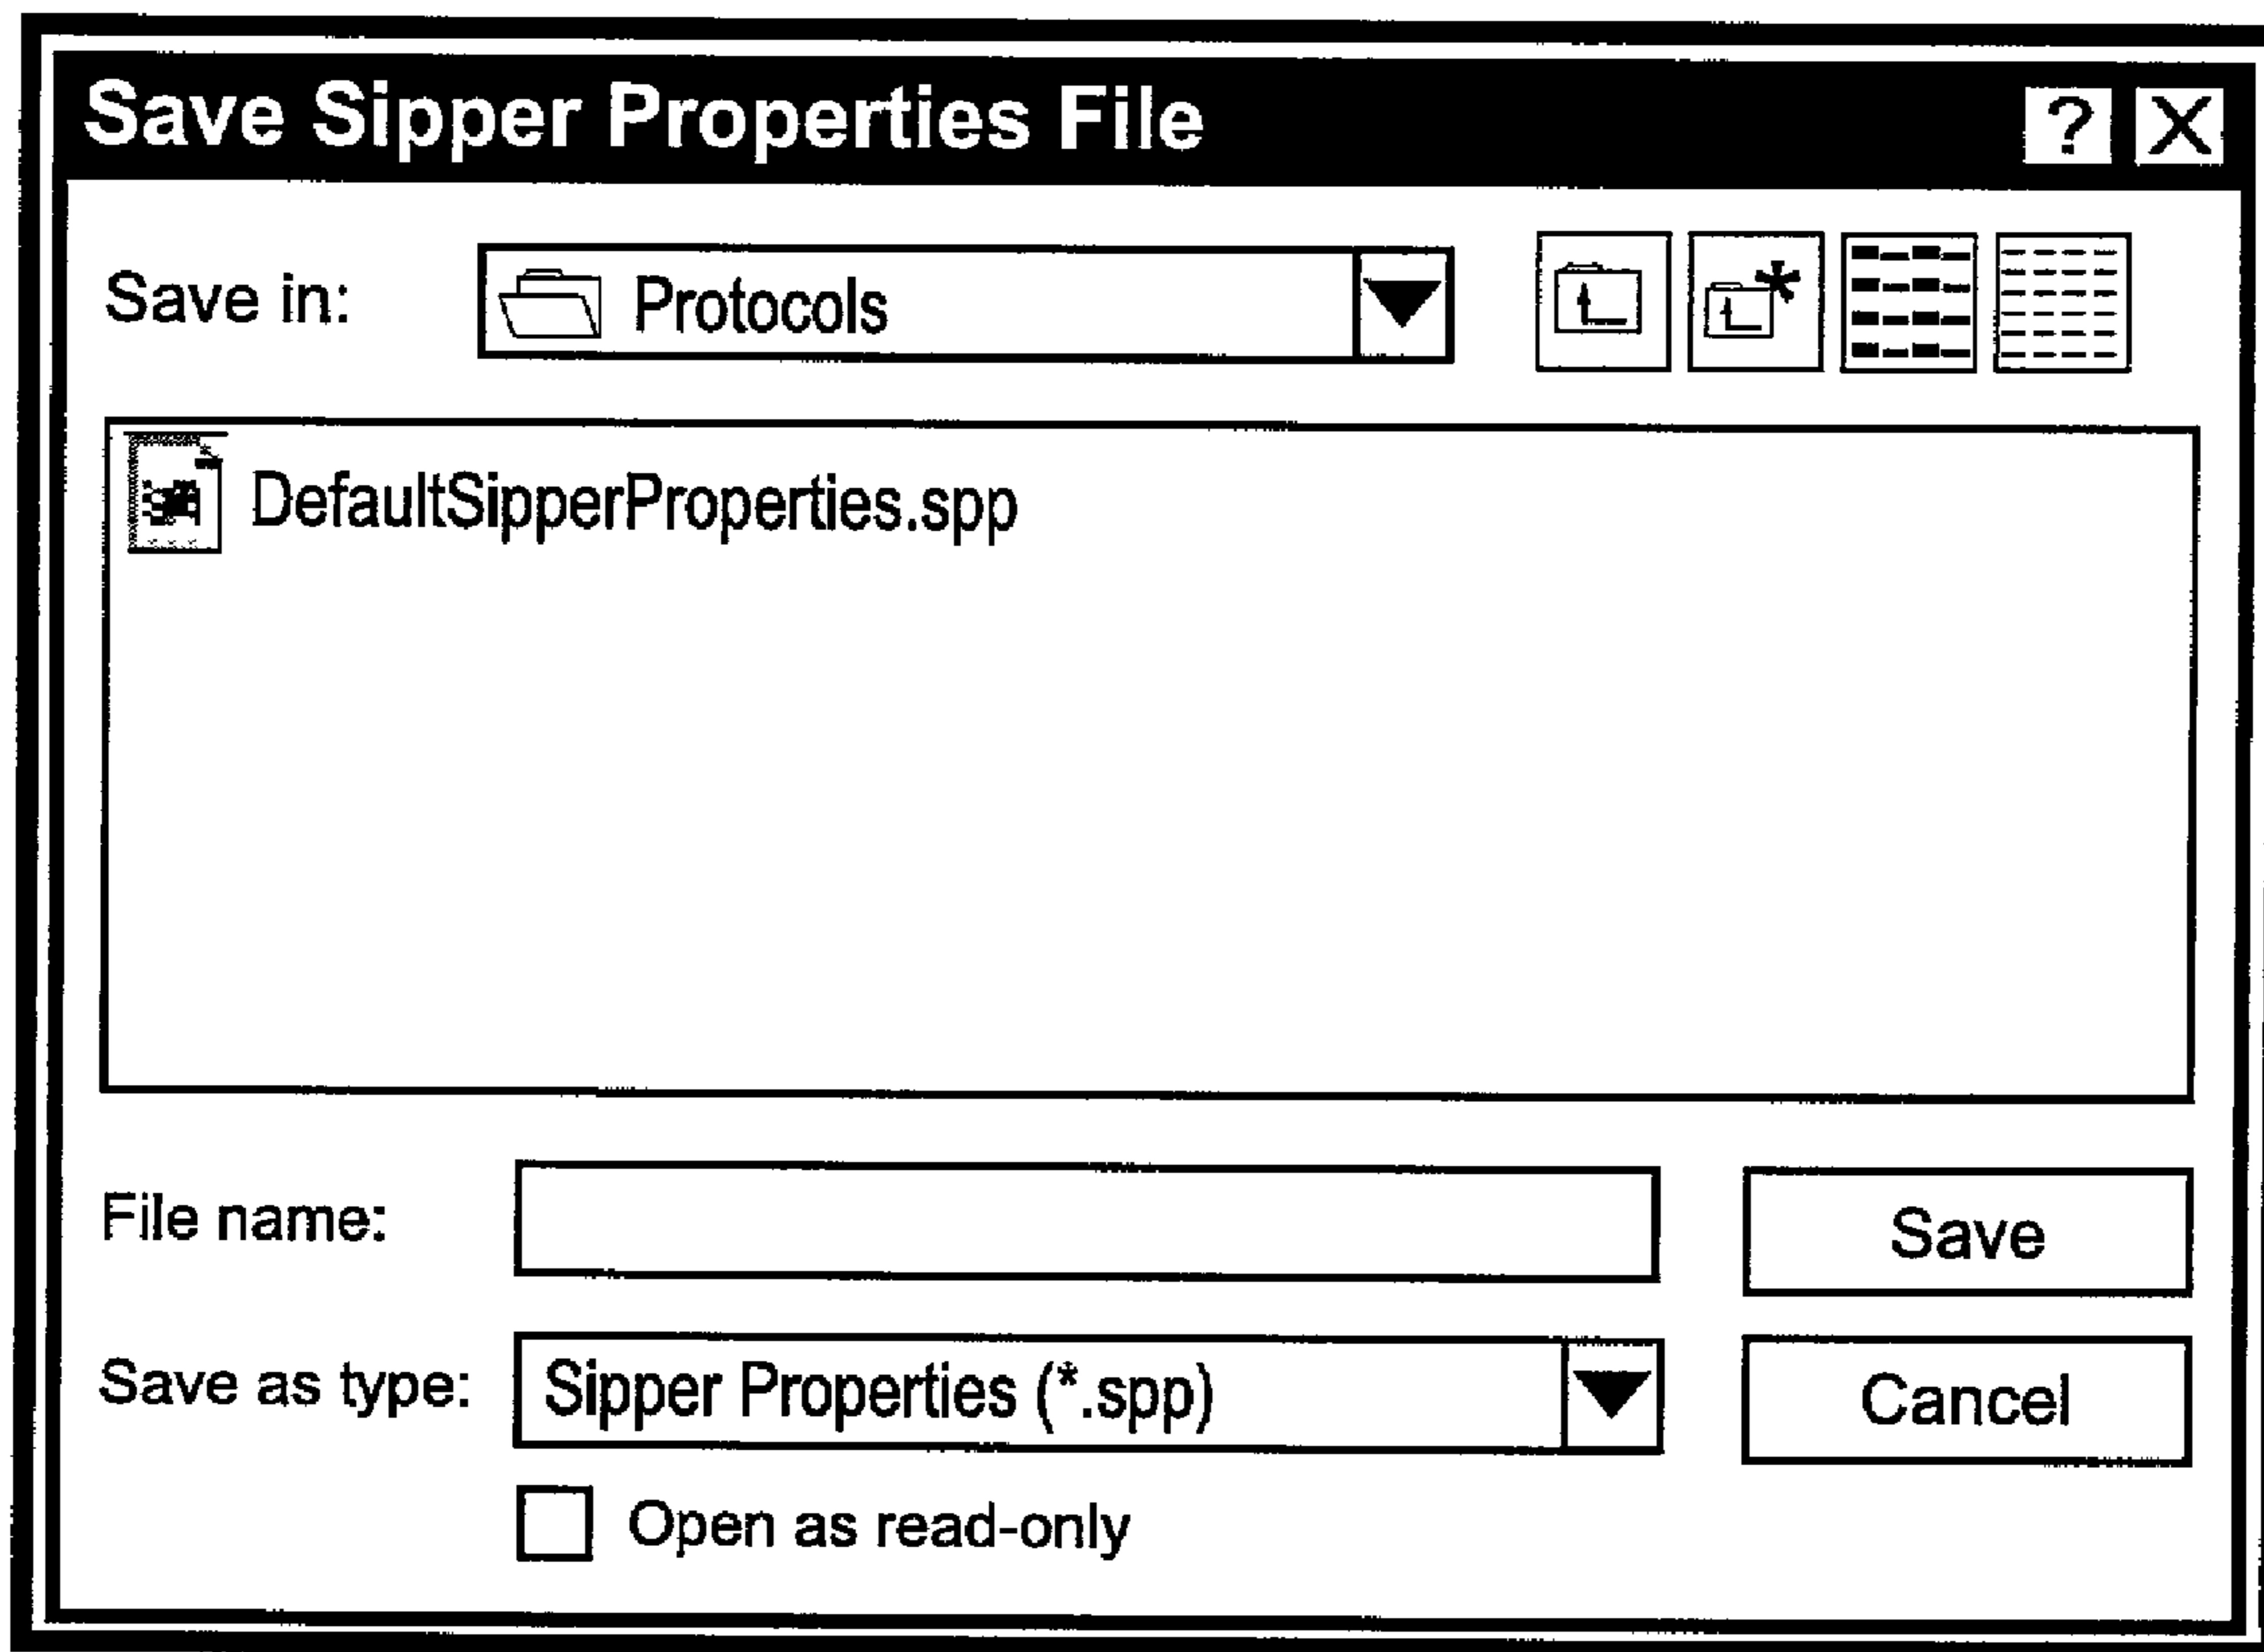 Save Sipper Properties File ? X
Save in: Protocols
DefaultSipperProperties.spp
File name: Save
Save as type: Sipper Properties (*.spp) Cancel
Open as read-only